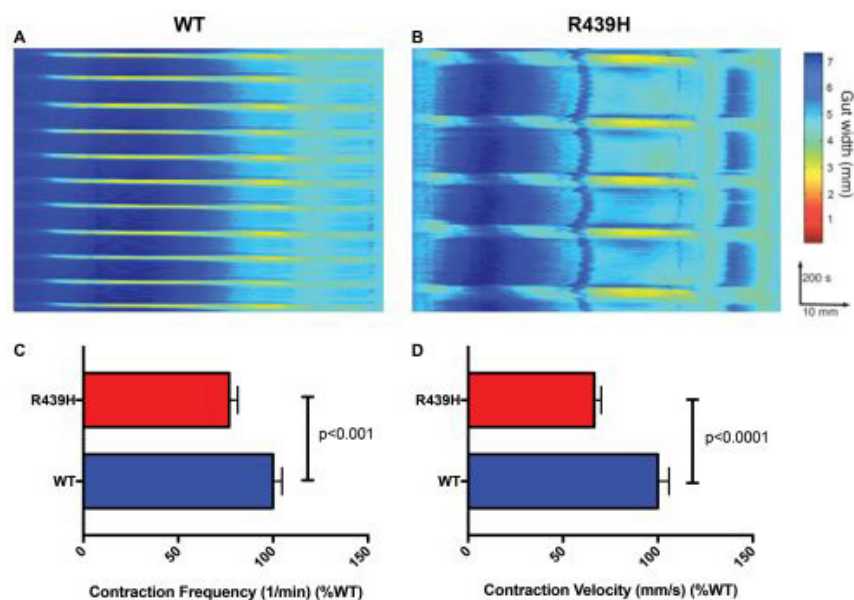 WT
R439H
A
B
7
6
5
4
3
2
1
Gut width (mm)
200 s
10 mm
C
D
R439H
WT
p<0.001
0
50
100
150
Contraction Frequency (1/min) (%WT)
R439H
WT
p<0.0001
0
50
100
150
Contraction Velocity (mm/s) (%WT)